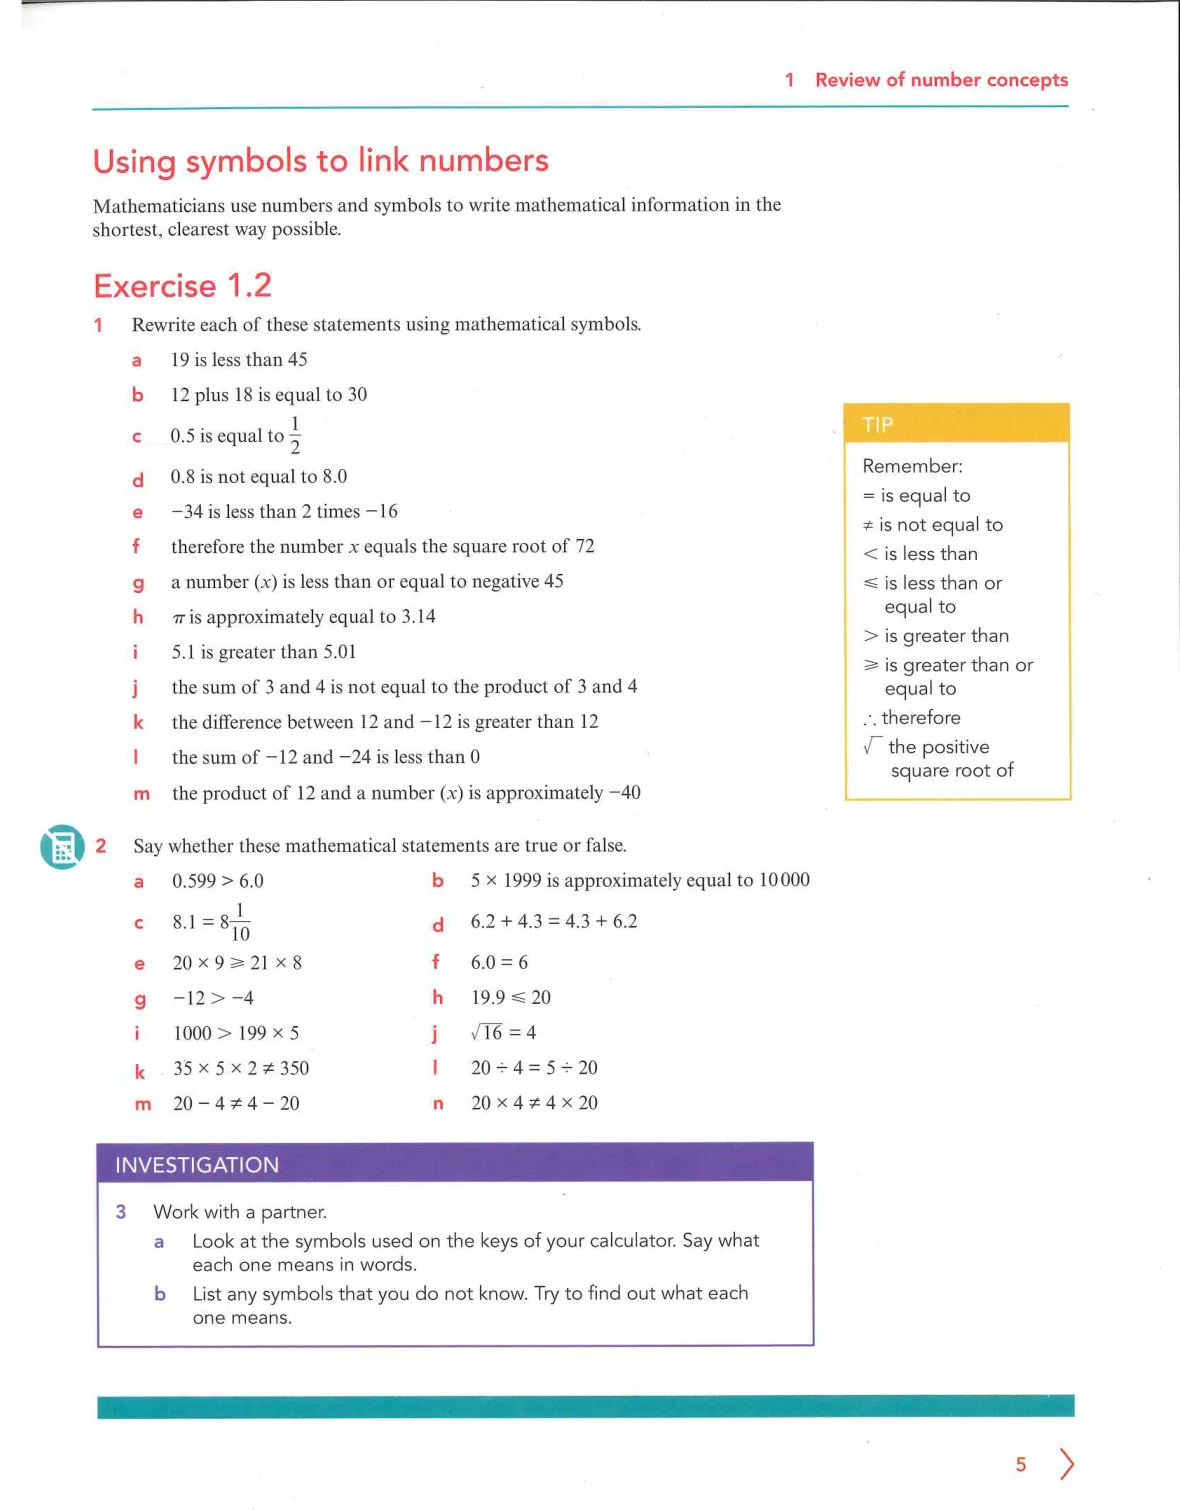 1 Review of number concepts
Using symbols to link numbers
Mathematicians use numbers and symbols to write mathematical information in the
shortest, clearest way possible.
Exercise 1.2
1 Rewrite each of these statements using mathematical symbols.
a 19 is less than 45
b 12 plus 18 is equal to 30
c 0.5 is equal to 1/2
d 0.8 is not equal to 8.0
e −34 is less than 2 times −16
f therefore the number x equals the square root of 72
g a number (x) is less than or equal to negative 45
h π is approximately equal to 3.14
i 5.1 is greater than 5.01
j the sum of 3 and 4 is not equal to the product of 3 and 4
k the difference between 12 and −12 is greater than 12
l the sum of −12 and −24 is less than 0
m the product of 12 and a number (x) is approximately −40
TIP
Remember:
= is equal to
≠ is not equal to
< is less than
⩽ is less than or
equal to
> is greater than
⩾ is greater than or
equal to
∴ therefore
√ the positive
square root of
2 Say whether these mathematical statements are true or false.
a 0.599 > 6.0 b 5 × 1999 is approximately equal to 10 000
c 8.1 = 8 1/10 d 6.2 + 4.3 = 4.3 + 6.2
e 20 × 9 ⩾ 21 × 8 f 6.0 = 6
g −12 > −4 h 19.9 ⩽ 20
i 1000 > 199 × 5 j √16 = 4
k 35 × 5 × 2 ≠ 350 l 20 ÷ 4 = 5 ÷ 20
m 20 − 4 ≠ 4 − 20 n 20 × 4 ≠ 4 × 20
INVESTIGATION
3 Work with a partner.
a Look at the symbols used on the keys of your calculator. Say what
each one means in words.
b List any symbols that you do not know. Try to find out what each
one means.
5